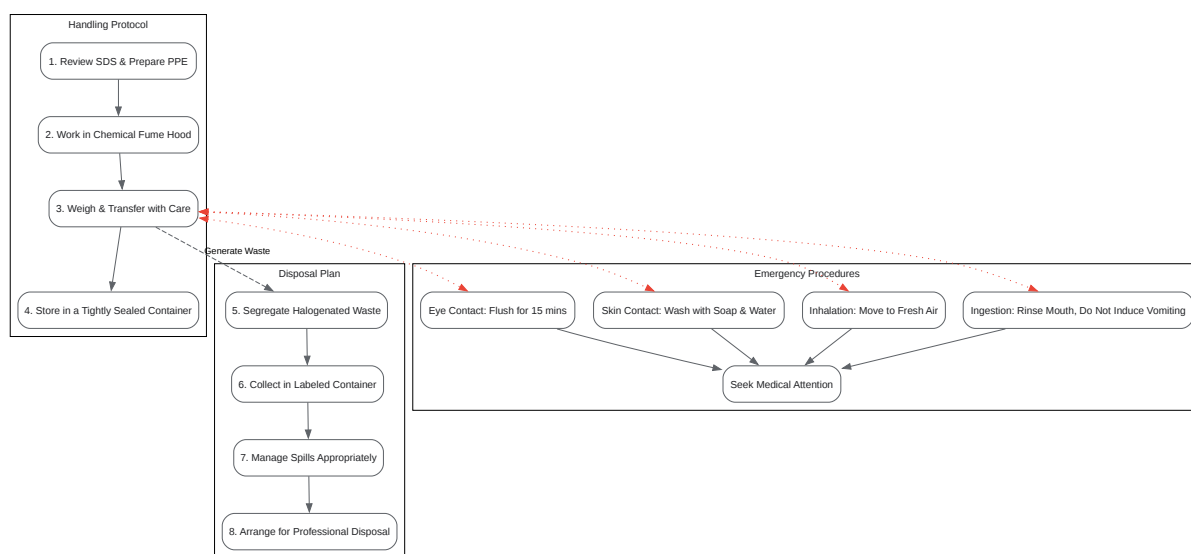 Handling Protocol
1. Review SDS & Prepare PPE
2. Work in Chemical Fume Hood
3. Weigh & Transfer with Care
4. Store in a Tightly Sealed Container
Generate Waste
Disposal Plan
5. Segregate Halogenated Waste
6. Collect in Labeled Container
7. Manage Spills Appropriately
8. Arrange for Professional Disposal
Emergency Procedures
Eye Contact: Flush for 15 mins
Skin Contact: Wash with Soap & Water
Inhalation: Move to Fresh Air
Ingestion: Rinse Mouth, Do Not Induce Vomiting
Seek Medical Attention